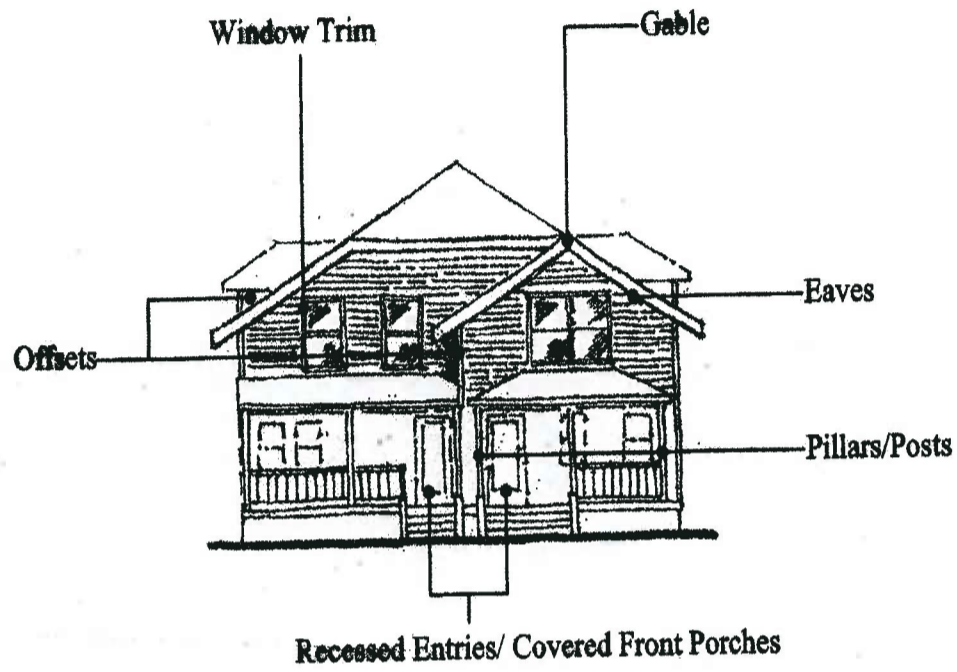 Window Trim
Gable
Eaves
Offsets
Pillars/Posts
Recessed Entries/ Covered Front Porches